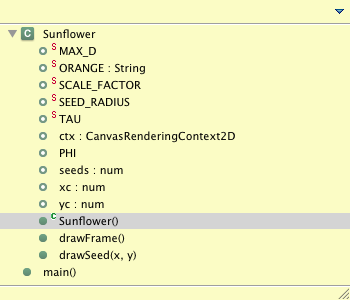 C Sunflower
S MAX_D
S ORANGE : String
S SCALE_FACTOR
S SEED_RADIUS
S TAU
ctx : CanvasRenderingContext2D
PHI
seeds : num
xc : num
yc : num
C Sunflower()
drawFrame()
drawSeed(x, y)
main()